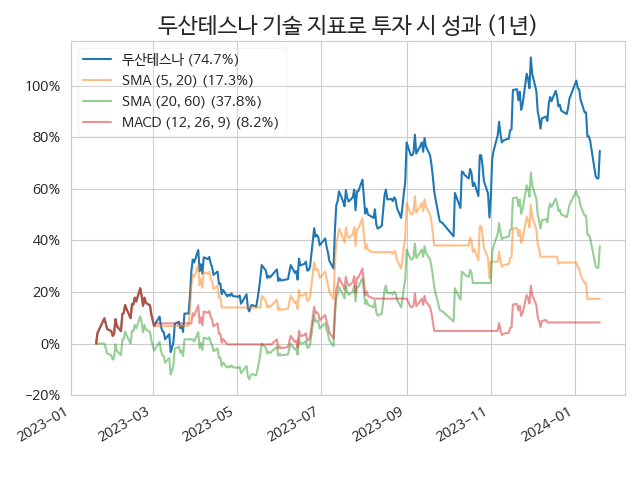 두산테스나 기술 지표로 투자 시 성과 (1년)
두산테스나 (74.7%)
SMA (5, 20) (17.3%)
SMA (20, 60) (37.8%)
MACD (12, 26, 9) (8.2%)
100%
80%
60%
40%
20%
0%
−20%
2023-01
2023-03
2023-05
2023-07
2023-09
2023-11
2024-01